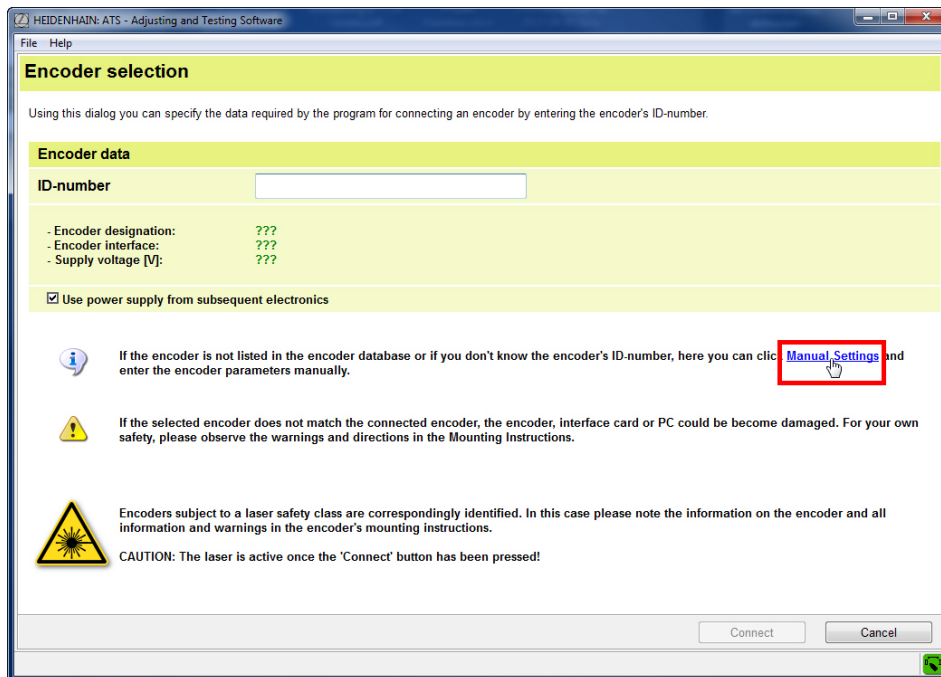 HEIDENHAIN: ATS - Adjusting and Testing Software
File Help
Encoder selection
Using this dialog you can specify the data required by the program for connecting an encoder by entering the encoder's ID-number.
Encoder data
ID-number
- Encoder designation: ???
- Encoder interface: ???
- Supply voltage [V]: ???
Use power supply from subsequent electronics
If the encoder is not listed in the encoder database or if you don't know the encoder's ID-number, here you can click Manual Settings and
enter the encoder parameters manually.
If the selected encoder does not match the connected encoder, the encoder, interface card or PC could be become damaged. For your own
safety, please observe the warnings and directions in the Mounting Instructions.
Encoders subject to a laser safety class are correspondingly identified. In this case please note the information on the encoder and all
information and warnings in the encoder's mounting instructions.
CAUTION: The laser is active once the 'Connect' button has been pressed!
Connect Cancel